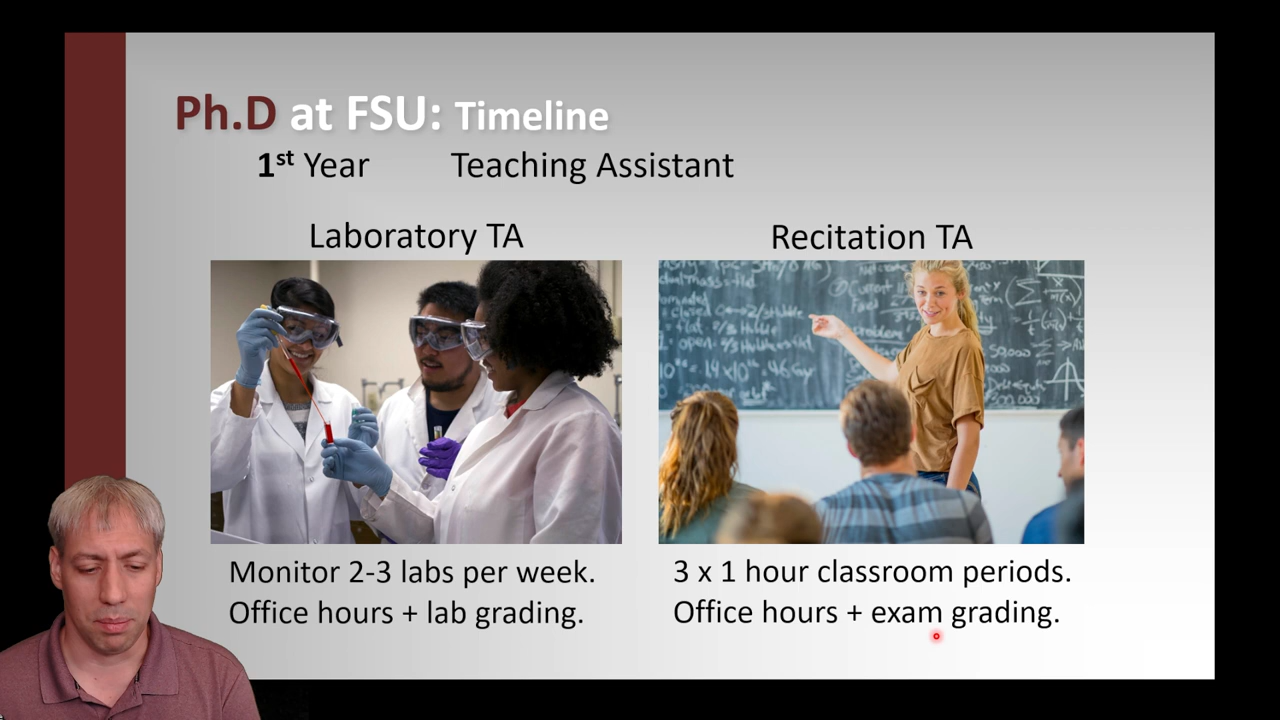 Ph.D at FSU: Timeline
1st Year Teaching Assistant
Laboratory TA
Recitation TA
Monitor 2-3 labs per week.
Office hours + lab grading.
3 x 1 hour classroom periods.
Office hours + exam grading.